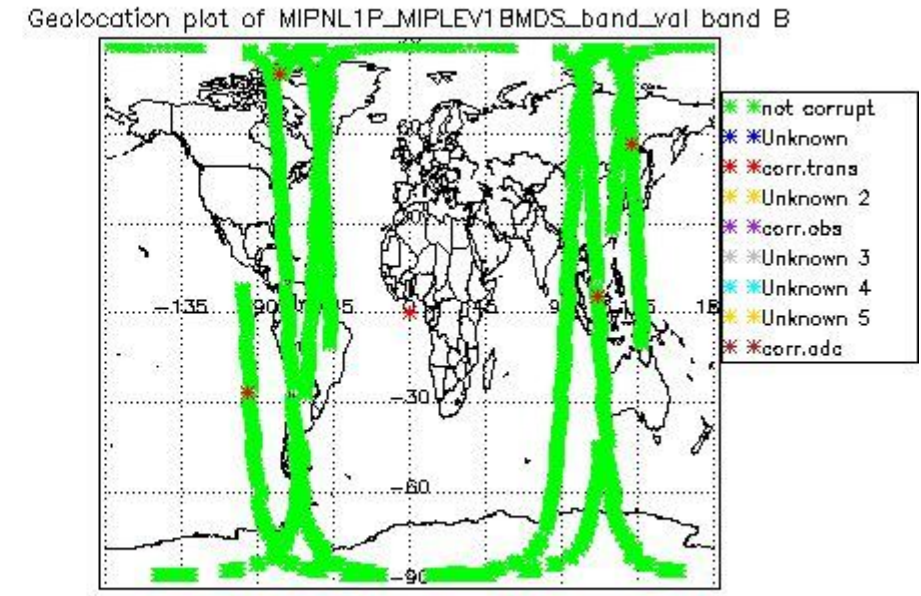 Geolocation plot of MIPNL1P_MIPLEV1BMDS_band_val band B
60
-135
-30
-60
-90
not corrupt
Unknown
corr.trans
Unknown 2
corr.obs
Unknown 3
Unknown 4
Unknown 5
corr.adc